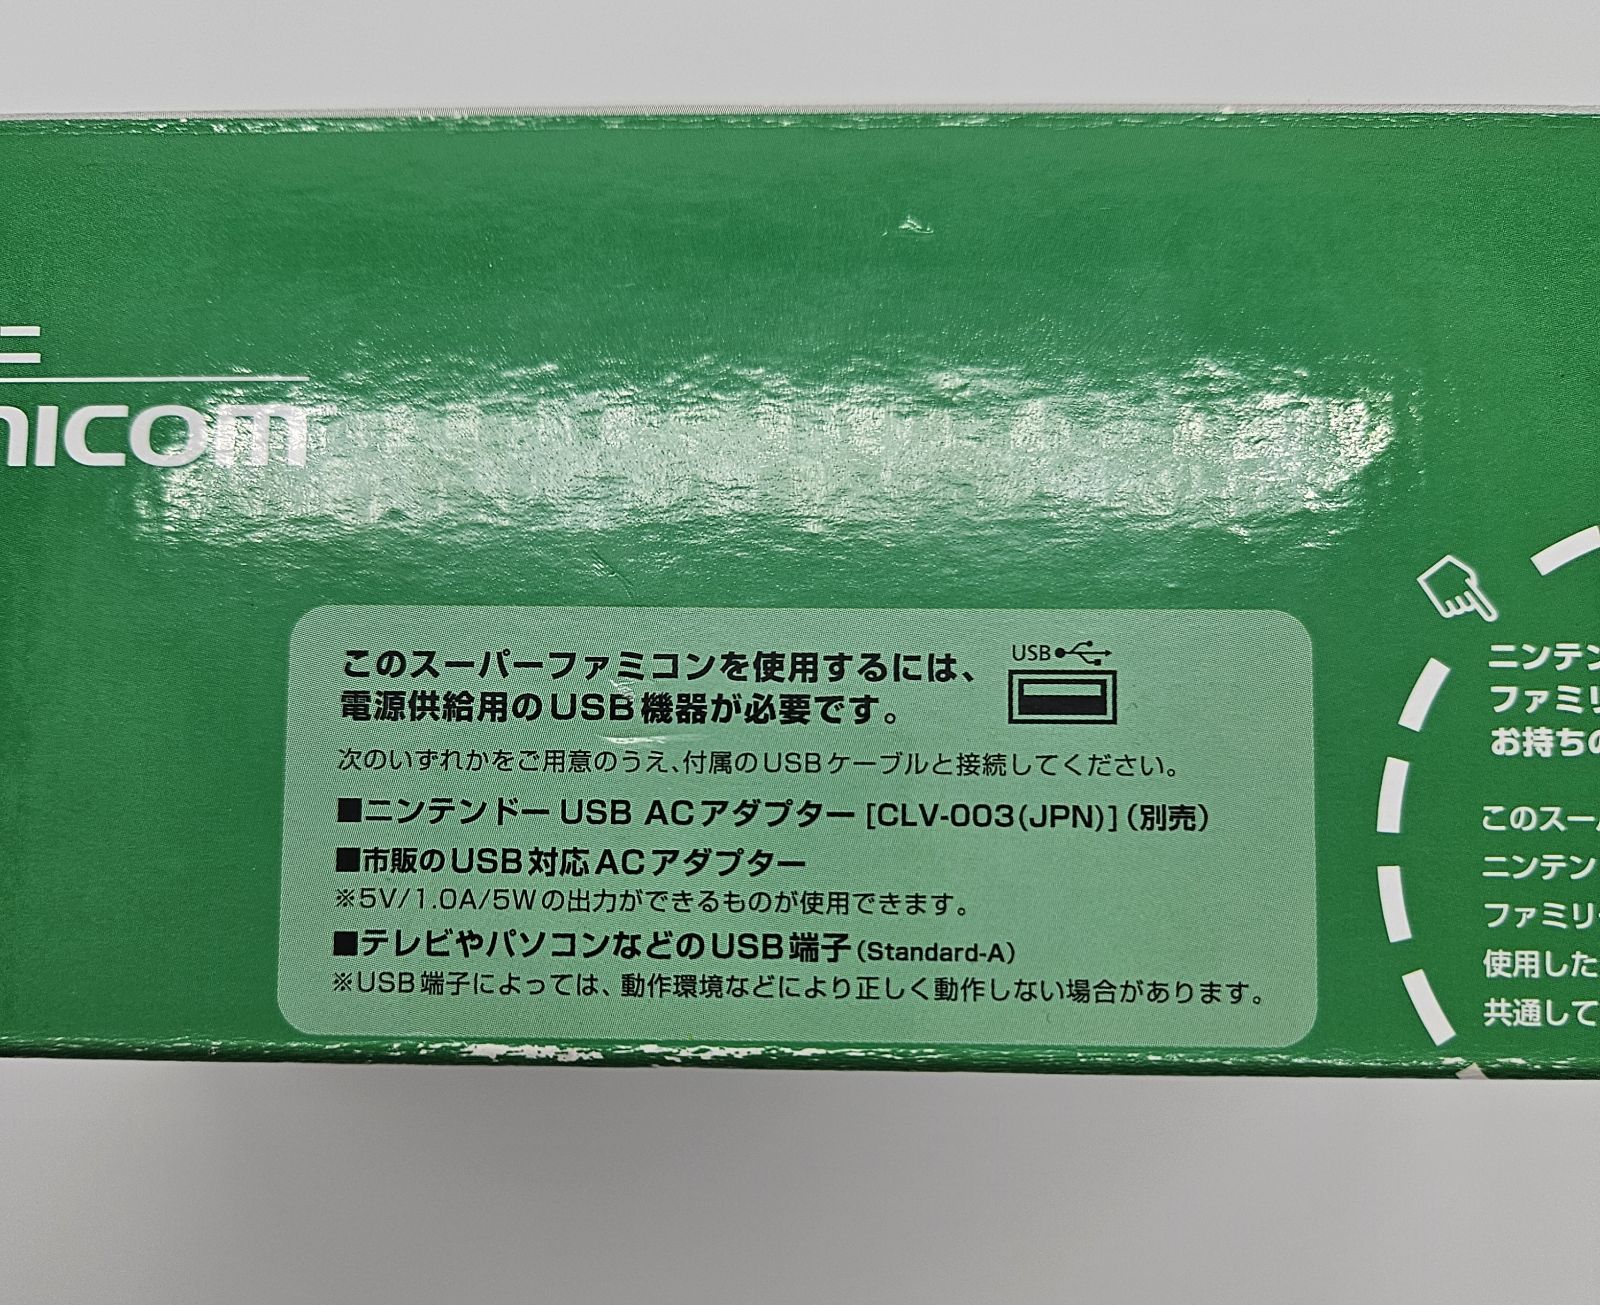 ニ
nicom
このスーパーファミコンを使用するには、
電源供給用のUSB機器が必要です。
USB
次のいずれかをご用意のうえ、付属のUSBケーブルと接続してください。
■ニンテンドー USB ACアダプター [CLV-003(JPN)]（別売）
■市販のUSB対応ACアダプター
※5V/1.0A/5Wの出力ができるものが使用できます。
■テレビやパソコンなどのUSB端子(Standard-A)
※USB端子によっては、動作環境などにより正しく動作しない場合があります。
ニンテン
ファミリ
お持ちの
このスー
ニンテン
ファミリ
使用した
共通して